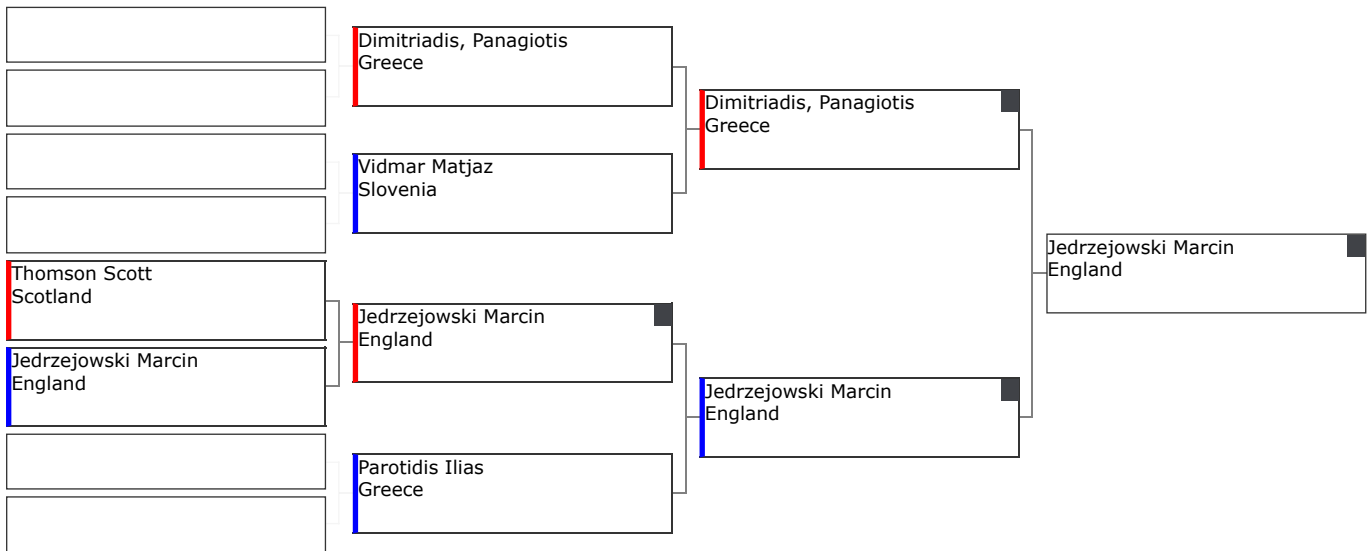 Dimitriadis, Panagiotis
Greece
Vidmar Matjaz
Slovenia
Thomson Scott
Scotland
Jedrzejowski Marcin
England
Jedrzejowski Marcin
England
Parotidis Ilias
Greece
Dimitriadis, Panagiotis
Greece
Jedrzejowski Marcin
England
Jedrzejowski Marcin
England